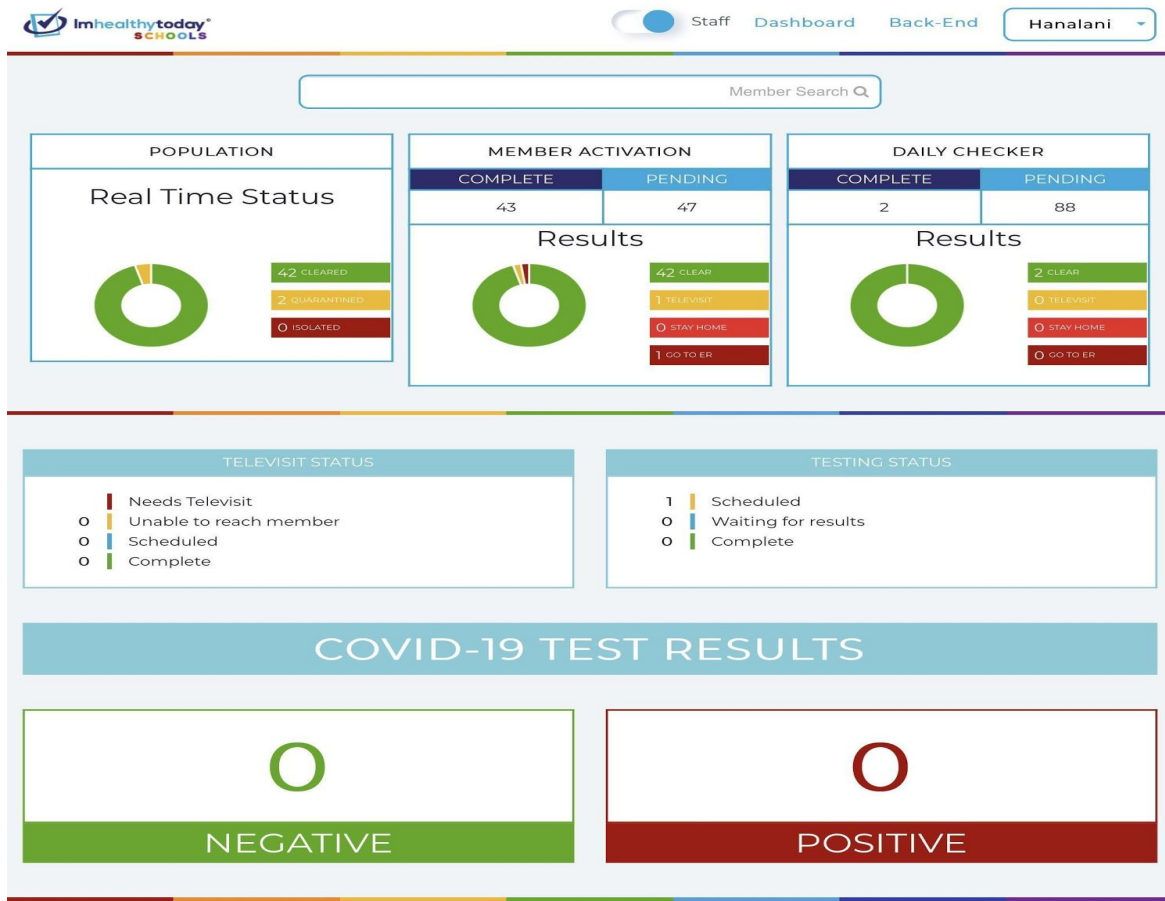 Imhealthytoday®
SCHOOLS
Staff Dashboard Back-End Hanalani
Member Search
POPULATION
Real Time Status
42 CLEARED
2 QUARANTINED
0 ISOLATED
MEMBER ACTIVATION
COMPLETE PENDING
43 47
Results
42 CLEAR
1 TELEVISIT
0 STAY HOME
1 GO TO ER
DAILY CHECKER
COMPLETE PENDING
2 88
Results
2 CLEAR
0 TELEVISIT
0 STAY HOME
0 GO TO ER
TELEVISIT STATUS
Needs Televisit
0 Unable to reach member
0 Scheduled
0 Complete
TESTING STATUS
1 Scheduled
0 Waiting for results
0 Complete
COVID-19 TEST RESULTS
0
NEGATIVE
0
POSITIVE